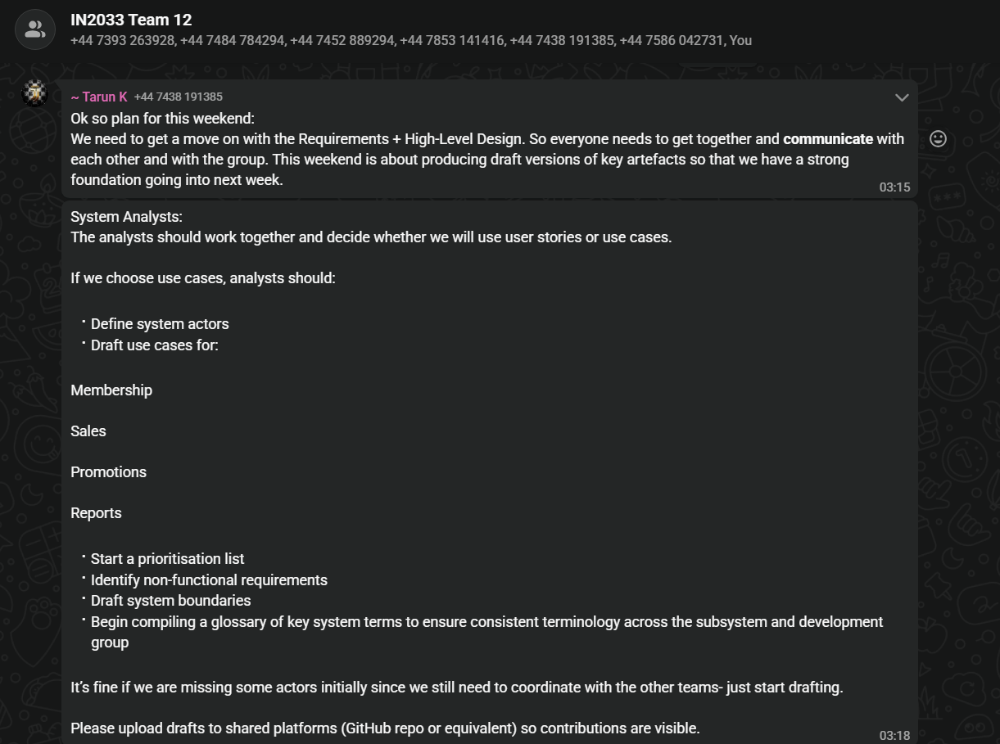 IN2033 Team 12
+44 7393 263928, +44 7484 784294, +44 7452 889294, +44 7853 141416, +44 7438 191385, +44 7586 042731, You
~ Tarun K +44 7438 191385
Ok so plan for this weekend:
We need to get a move on with the Requirements + High-Level Design. So everyone needs to get together and communicate with
each other and with the group. This weekend is about producing draft versions of key artefacts so that we have a strong
foundation going into next week.
03:15
System Analysts:
The analysts should work together and decide whether we will use user stories or use cases.
If we choose use cases, analysts should:
· Define system actors
· Draft use cases for:
Membership
Sales
Promotions
Reports
· Start a prioritisation list
· Identify non-functional requirements
· Draft system boundaries
· Begin compiling a glossary of key system terms to ensure consistent terminology across the subsystem and development
group
It’s fine if we are missing some actors initially since we still need to coordinate with the other teams- just start drafting.
Please upload drafts to shared platforms (GitHub repo or equivalent) so contributions are visible.
03:18